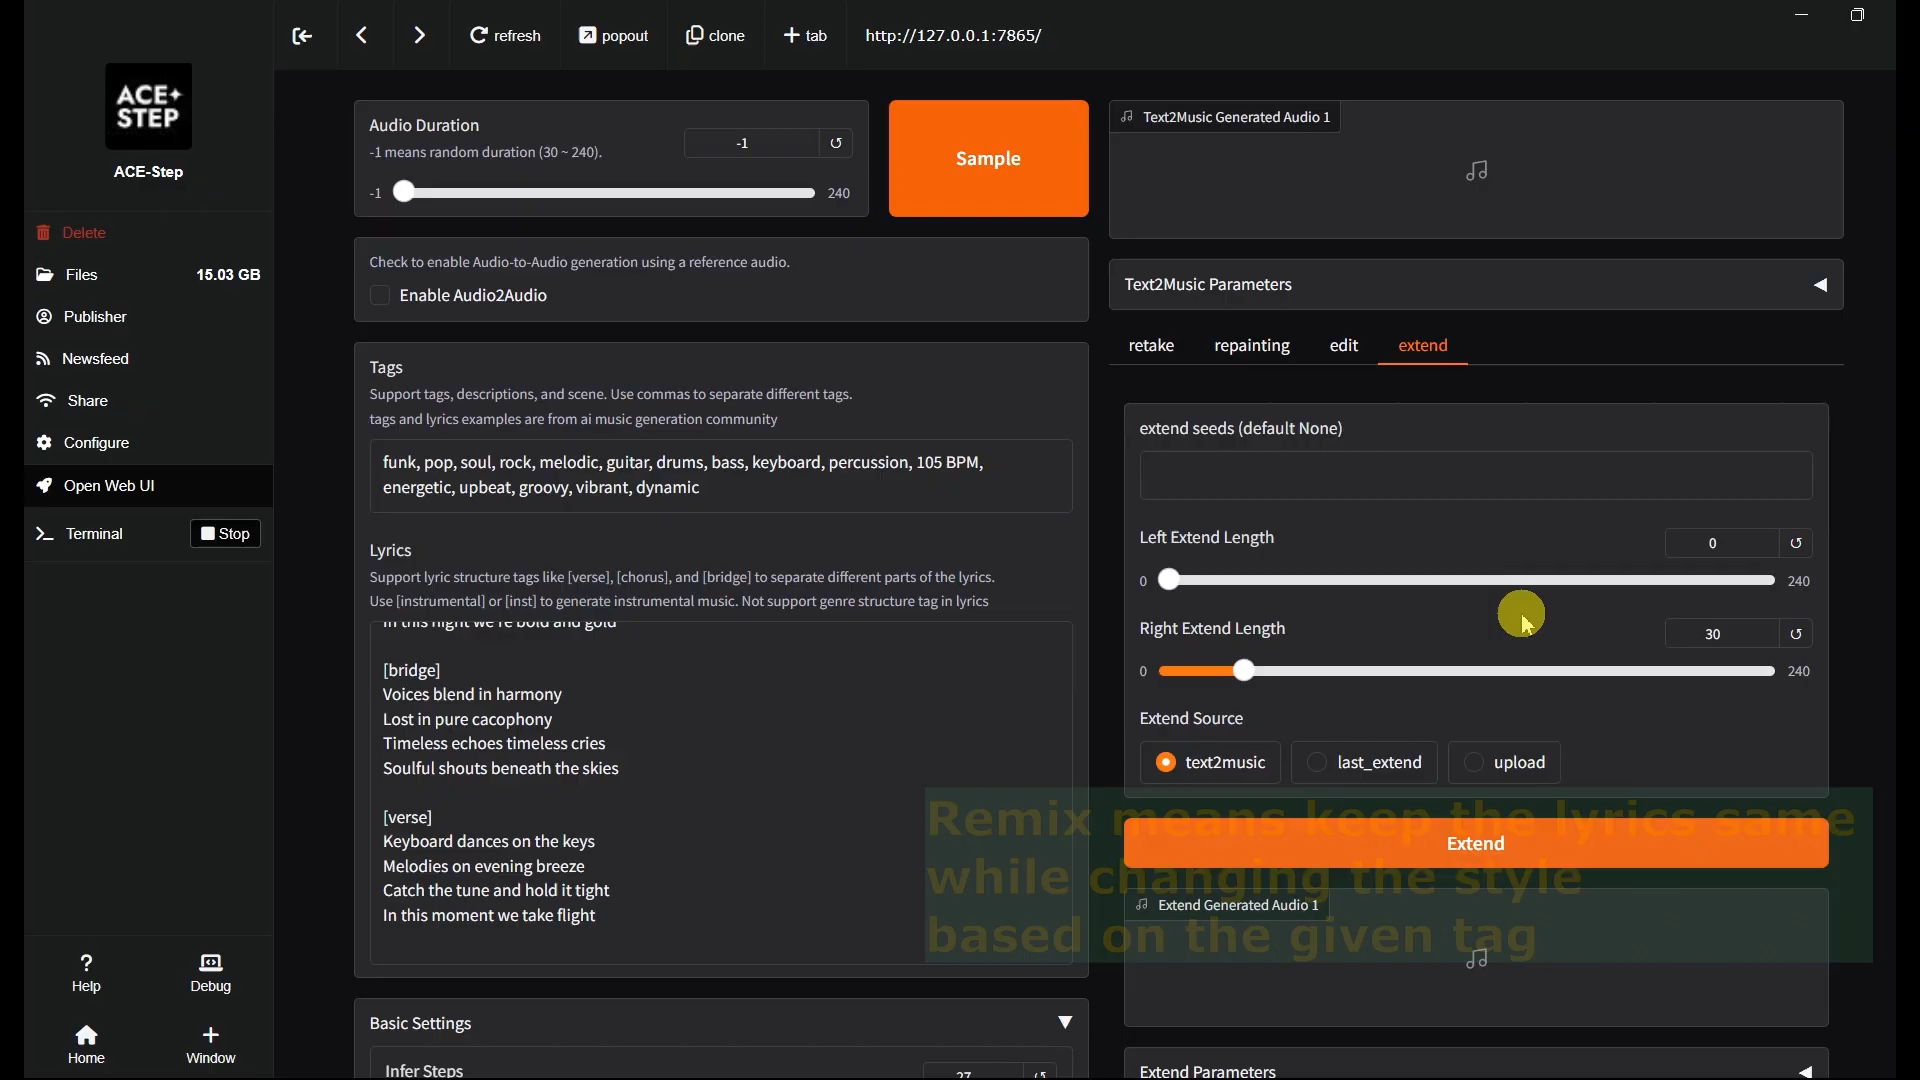 refresh
popout
clone
tab
http://127.0.0.1:7865/
ACE
STEP
ACE-Step
Delete
Files 15.03 GB
Publisher
Newsfeed
Share
Configure
Open Web UI
Terminal Stop
Help
Debug
Home
Window
Audio Duration
-1 means random duration (30 ~ 240).
-1
-1 240
Sample
Check to enable Audio-to-Audio generation using a reference audio.
Enable Audio2Audio
Tags
Support tags, descriptions, and scene. Use commas to separate different tags.
tags and lyrics examples are from ai music generation community
funk, pop, soul, rock, melodic, guitar, drums, bass, keyboard, percussion, 105 BPM,
energetic, upbeat, groovy, vibrant, dynamic
Lyrics
Support lyric structure tags like [verse], [chorus], and [bridge] to separate different parts of the lyrics.
Use [instrumental] or [inst] to generate instrumental music. Not support genre structure tag in lyrics
In this night we're bold and gold
[bridge]
Voices blend in harmony
Lost in pure cacophony
Timeless echoes timeless cries
Soulful shouts beneath the skies
[verse]
Keyboard dances on the keys
Melodies on evening breeze
Catch the tune and hold it tight
In this moment we take flight
Basic Settings
Infer Steps
27
Text2Music Generated Audio 1
Text2Music Parameters
retake repainting edit extend
extend seeds (default None)
Left Extend Length
0
0 240
Right Extend Length
30
0 240
Extend Source
text2music last_extend upload
Remix means keep the lyrics same
while changing the style
based on the given tag
Extend
Extend Generated Audio 1
Extend Parameters